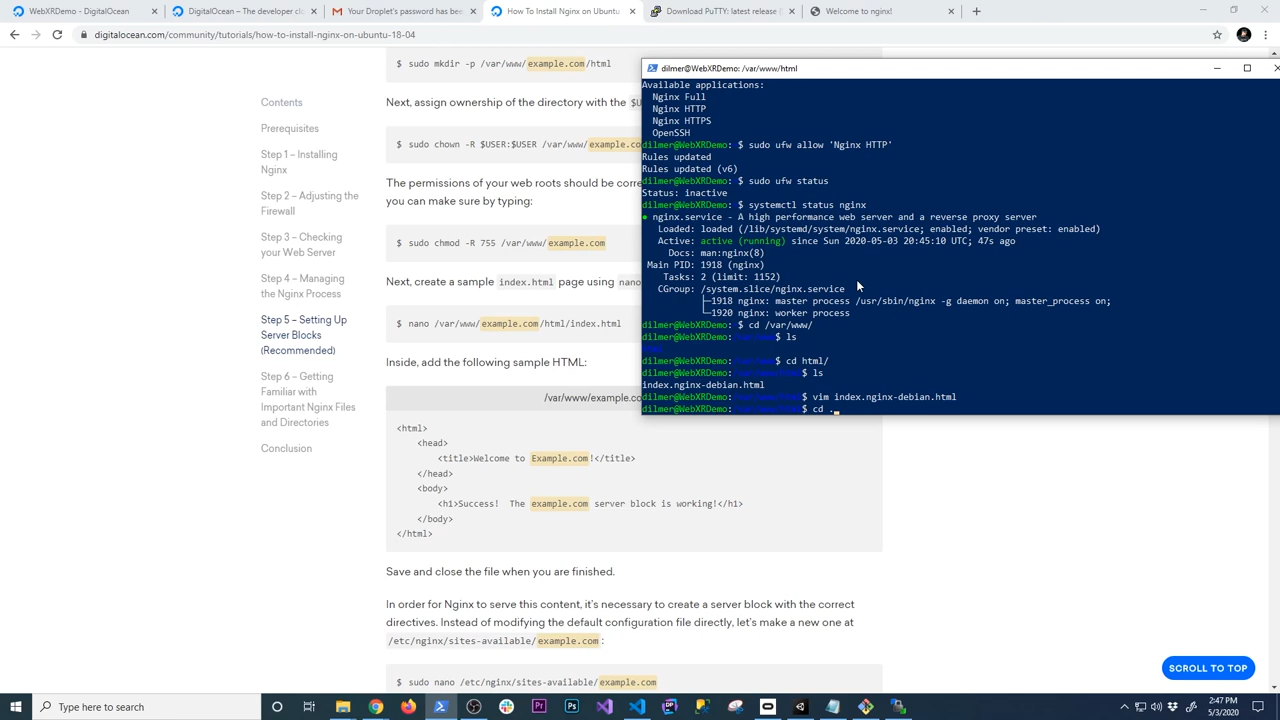 WebXRDemo - DigitalOcean
DigitalOcean – The developer cl
Your Droplet's password has bee
How To Install Nginx on Ubuntu
Download PuTTY: latest release (
Welcome to nginx!
digitalocean.com/community/tutorials/how-to-install-nginx-on-ubuntu-18-04
Contents
Prerequisites
Step 1 – Installing
Nginx
Step 2 – Adjusting the
Firewall
Step 3 – Checking
your Web Server
Step 4 – Managing
the Nginx Process
Step 5 – Setting Up
Server Blocks
(Recommended)
Step 6 – Getting
Familiar with
Important Nginx Files
and Directories
Conclusion
$ sudo mkdir -p /var/www/example.com/html
Next, assign ownership of the directory with the $U
$ sudo chown -R $USER:$USER /var/www/example.co
The permissions of your web roots should be corre
you can make sure by typing:
$ sudo chmod -R 755 /var/www/example.com
Next, create a sample index.html page using nano
$ nano /var/www/example.com/html/index.html
Inside, add the following sample HTML:
/var/www/example.co
<html>
<head>
<title>Welcome to Example.com!</title>
</head>
<body>
<h1>Success!  The example.com server block is working!</h1>
</body>
</html>
Save and close the file when you are finished.
In order for Nginx to serve this content, it's necessary to create a server block with the correct
directives. Instead of modifying the default configuration file directly, let's make a new one at
/etc/nginx/sites-available/example.com :
$ sudo nano /etc/nginx/sites-available/example.com
dilmer@WebXRDemo: /var/www/html
Available applications:
Nginx Full
Nginx HTTP
Nginx HTTPS
OpenSSH
dilmer@WebXRDemo: $ sudo ufw allow 'Nginx HTTP'
Rules updated
Rules updated (v6)
dilmer@WebXRDemo: $ sudo ufw status
Status: inactive
dilmer@WebXRDemo: $ systemctl status nginx
● nginx.service - A high performance web server and a reverse proxy server
Loaded: loaded (/lib/systemd/system/nginx.service; enabled; vendor preset: enabled)
Active: active (running) since Sun 2020-05-03 20:45:10 UTC; 47s ago
Docs: man:nginx(8)
Main PID: 1918 (nginx)
Tasks: 2 (limit: 1152)
CGroup: /system.slice/nginx.service
├─1918 nginx: master process /usr/sbin/nginx -g daemon on; master_process on;
└─1920 nginx: worker process
dilmer@WebXRDemo: $ cd /var/www/
dilmer@WebXRDemo:/var/www$ ls
html
dilmer@WebXRDemo:/var/www$ cd html/
dilmer@WebXRDemo:/var/www/html$ ls
index.nginx-debian.html
dilmer@WebXRDemo:/var/www/html$ vim index.nginx-debian.html
dilmer@WebXRDemo:/var/www/html$ cd ._
SCROLL TO TOP
Type here to search
2:47 PM
5/3/2020